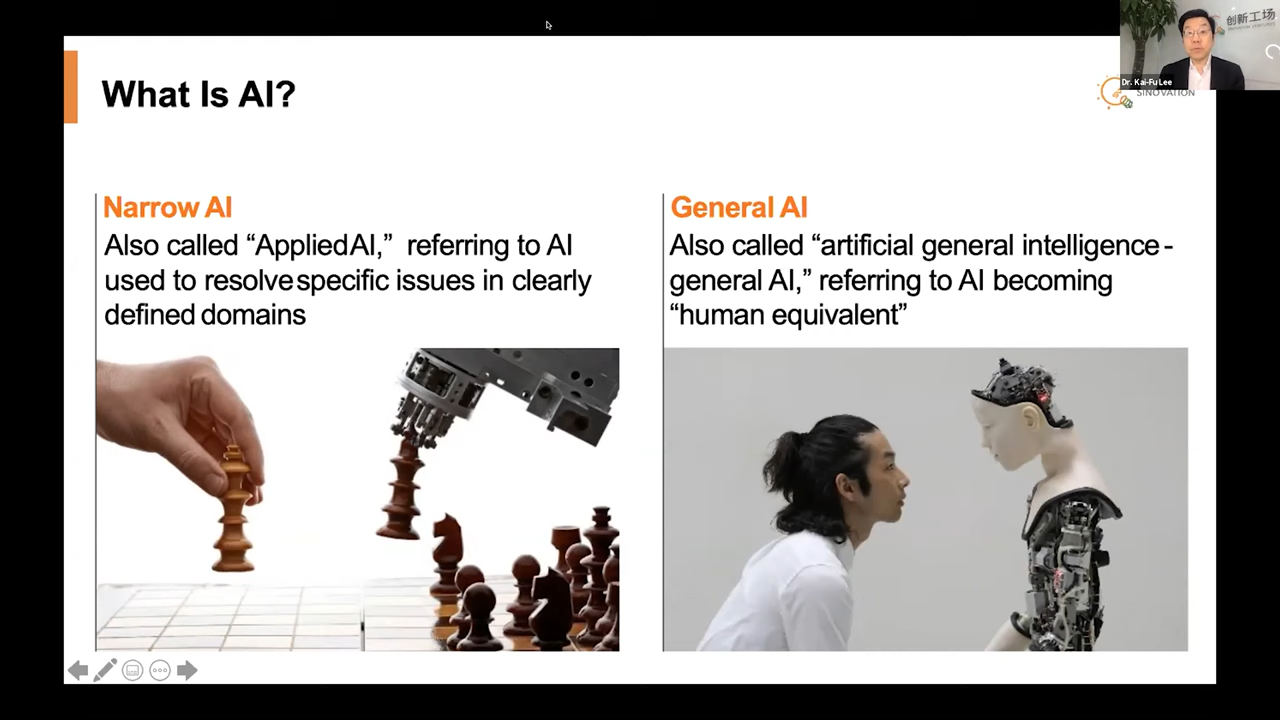 What Is AI?
创新工场
Dr. Kai-Fu Lee
SINOVATION
Narrow AI
Also called “Applied AI,” referring to AI
used to resolve specific issues in clearly
defined domains
General AI
Also called “artificial general intelligence-
general AI,” referring to AI becoming
“human equivalent”